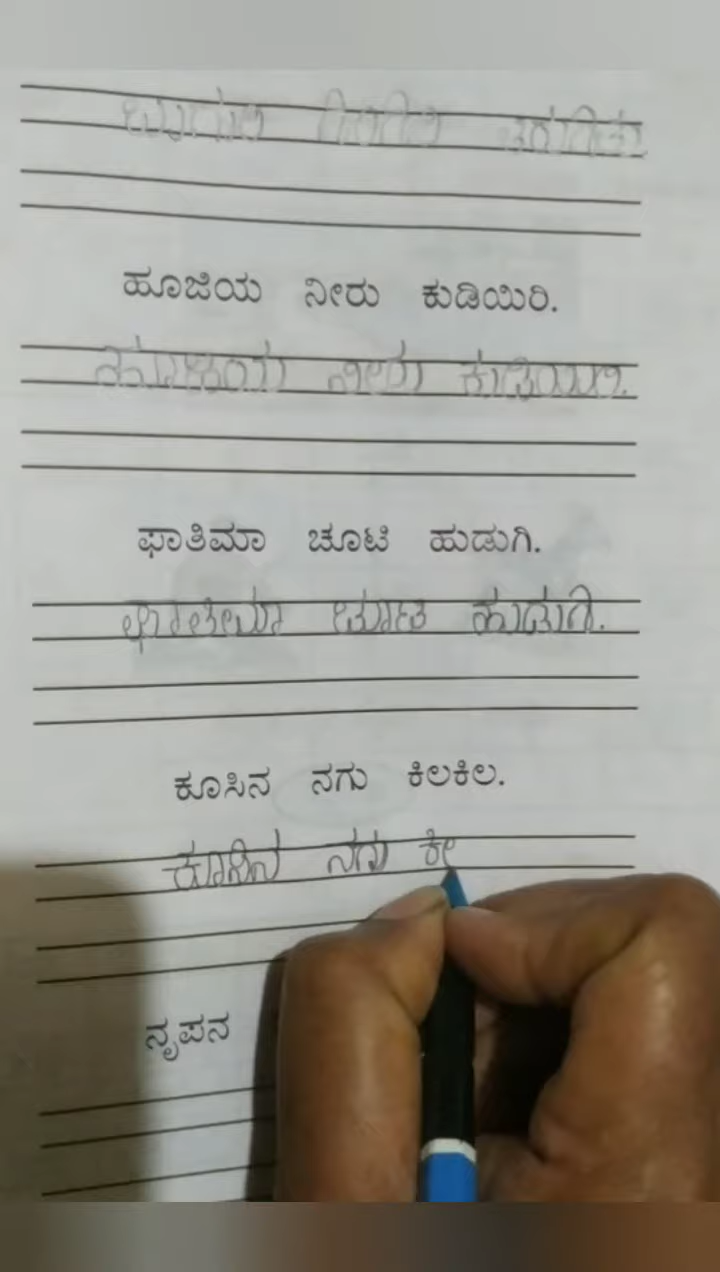 ಹೂಜಿಯ ನೀರು ಕುಡಿಯಿರಿ.
ಹೂಜಿಯ ನೀರು ಕುಡಿಯಿರಿ.
ಫಾತಿಮಾ ಚೂಟಿ ಹುಡುಗಿ.
ಫಾತಿಮಾ ಚೂಟಿ ಹುಡುಗಿ.
ಕೂಸಿನ ನಗು ಕಿಲಕಿಲ.
ಕೂಸಿನ ನಗು ಕಿ
ನೃಪನ